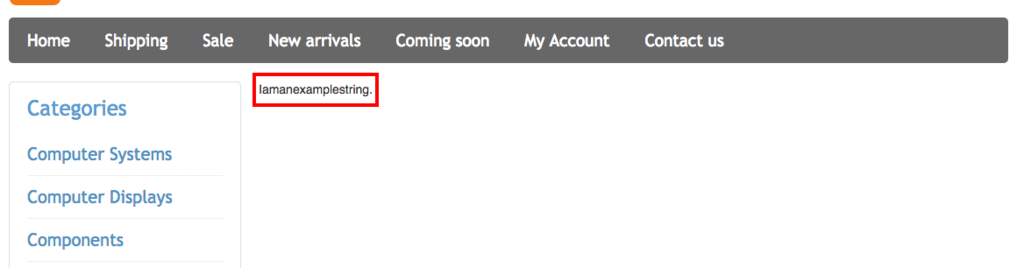 Home Shipping Sale New arrivals Coming soon My Account Contact us
Iamanexamplestring.
Categories
Computer Systems
Computer Displays
Components